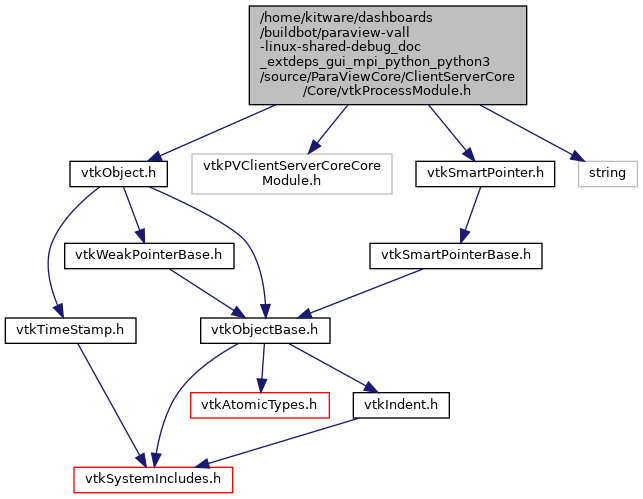 /home/kitware/dashboards
/buildbot/paraview-vall
-linux-shared-debug_doc
_extdeps_gui_mpi_python_python3
/source/ParaViewCore/ClientServerCore
/Core/vtkProcessModule.h
vtkObject.h
vtkPVClientServerCoreCore
Module.h
vtkSmartPointer.h
string
vtkWeakPointerBase.h
vtkSmartPointerBase.h
vtkTimeStamp.h
vtkObjectBase.h
vtkAtomicTypes.h
vtkIndent.h
vtkSystemIncludes.h